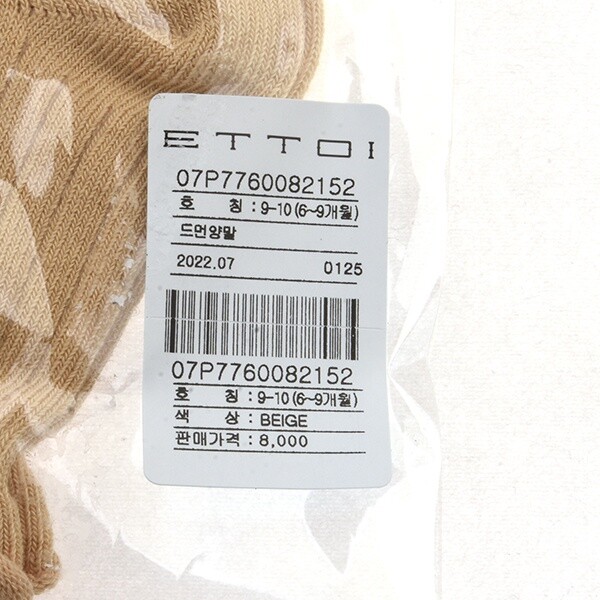 ETTOI
07P7760082152
호 칭 : 9-10(6~9개월)
드먼양말
2022.07 0125
07P7760082152
호 칭 : 9-10(6~9개월)
색 상 : BEIGE
판매가격 : 8,000